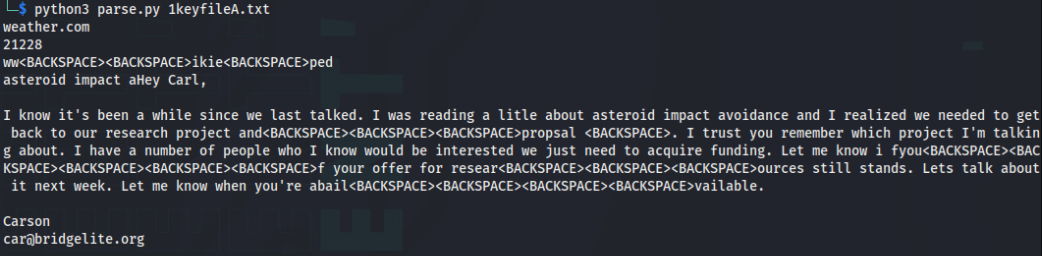 └─$ python3 parse.py 1keyfileA.txt
weather.com
21228
ww<BACKSPACE><BACKSPACE>ikie<BACKSPACE>ped
asteroid impact aHey Carl,

I know it's been a while since we last talked. I was reading a litle about asteroid impact avoidance and I realized we needed to get
 back to our research project and<BACKSPACE><BACKSPACE><BACKSPACE>propsal <BACKSPACE>. I trust you remember which project I'm talkin
g about. I have a number of people who I know would be interested we just need to acquire funding. Let me know i fyou<BACKSPACE><BAC
KSPACE><BACKSPACE><BACKSPACE>f your offer for resear<BACKSPACE><BACKSPACE><BACKSPACE>ources still stands. Lets talk about
 it next week. Let me know when you're abail<BACKSPACE><BACKSPACE><BACKSPACE><BACKSPACE>vailable.

Carson
car@bridgelite.org